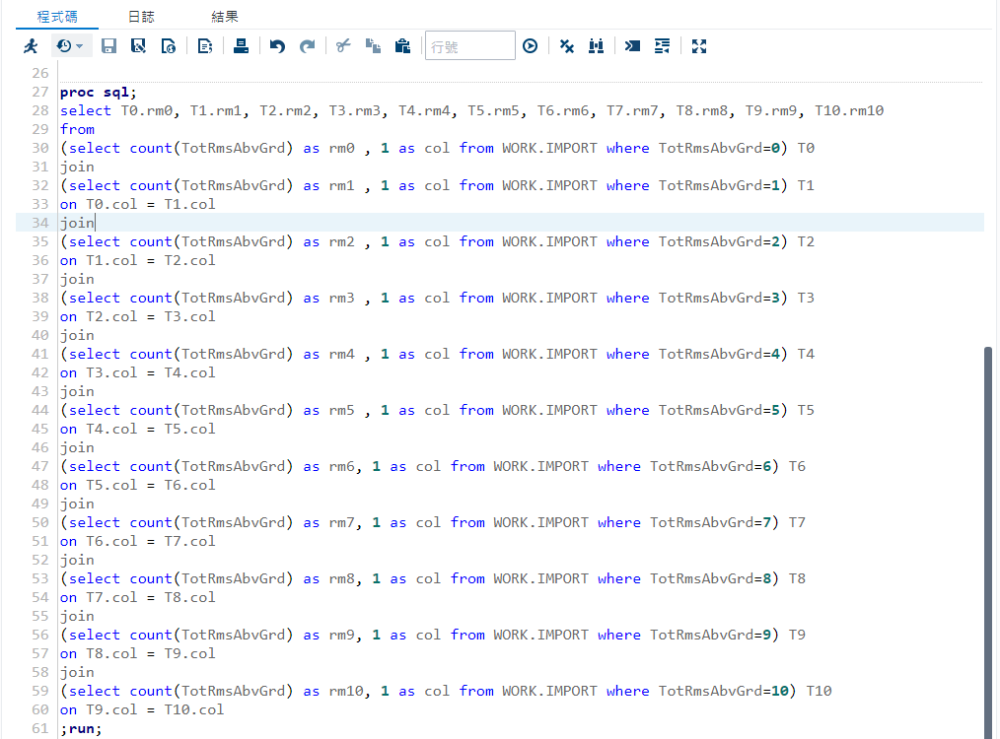 程式碼 日誌 結果
行號
26
27 proc sql;
28 select T0.rm0, T1.rm1, T2.rm2, T3.rm3, T4.rm4, T5.rm5, T6.rm6, T7.rm7, T8.rm8, T9.rm9, T10.rm10
29 from
30 (select count(TotRmsAbvGrd) as rm0 , 1 as col from WORK.IMPORT where TotRmsAbvGrd=0) T0
31 join
32 (select count(TotRmsAbvGrd) as rm1 , 1 as col from WORK.IMPORT where TotRmsAbvGrd=1) T1
33 on T0.col = T1.col
34 join
35 (select count(TotRmsAbvGrd) as rm2 , 1 as col from WORK.IMPORT where TotRmsAbvGrd=2) T2
36 on T1.col = T2.col
37 join
38 (select count(TotRmsAbvGrd) as rm3 , 1 as col from WORK.IMPORT where TotRmsAbvGrd=3) T3
39 on T2.col = T3.col
40 join
41 (select count(TotRmsAbvGrd) as rm4 , 1 as col from WORK.IMPORT where TotRmsAbvGrd=4) T4
42 on T3.col = T4.col
43 join
44 (select count(TotRmsAbvGrd) as rm5 , 1 as col from WORK.IMPORT where TotRmsAbvGrd=5) T5
45 on T4.col = T5.col
46 join
47 (select count(TotRmsAbvGrd) as rm6, 1 as col from WORK.IMPORT where TotRmsAbvGrd=6) T6
48 on T5.col = T6.col
49 join
50 (select count(TotRmsAbvGrd) as rm7, 1 as col from WORK.IMPORT where TotRmsAbvGrd=7) T7
51 on T6.col = T7.col
52 join
53 (select count(TotRmsAbvGrd) as rm8, 1 as col from WORK.IMPORT where TotRmsAbvGrd=8) T8
54 on T7.col = T8.col
55 join
56 (select count(TotRmsAbvGrd) as rm9, 1 as col from WORK.IMPORT where TotRmsAbvGrd=9) T9
57 on T8.col = T9.col
58 join
59 (select count(TotRmsAbvGrd) as rm10, 1 as col from WORK.IMPORT where TotRmsAbvGrd=10) T10
60 on T9.col = T10.col
61 ;run;